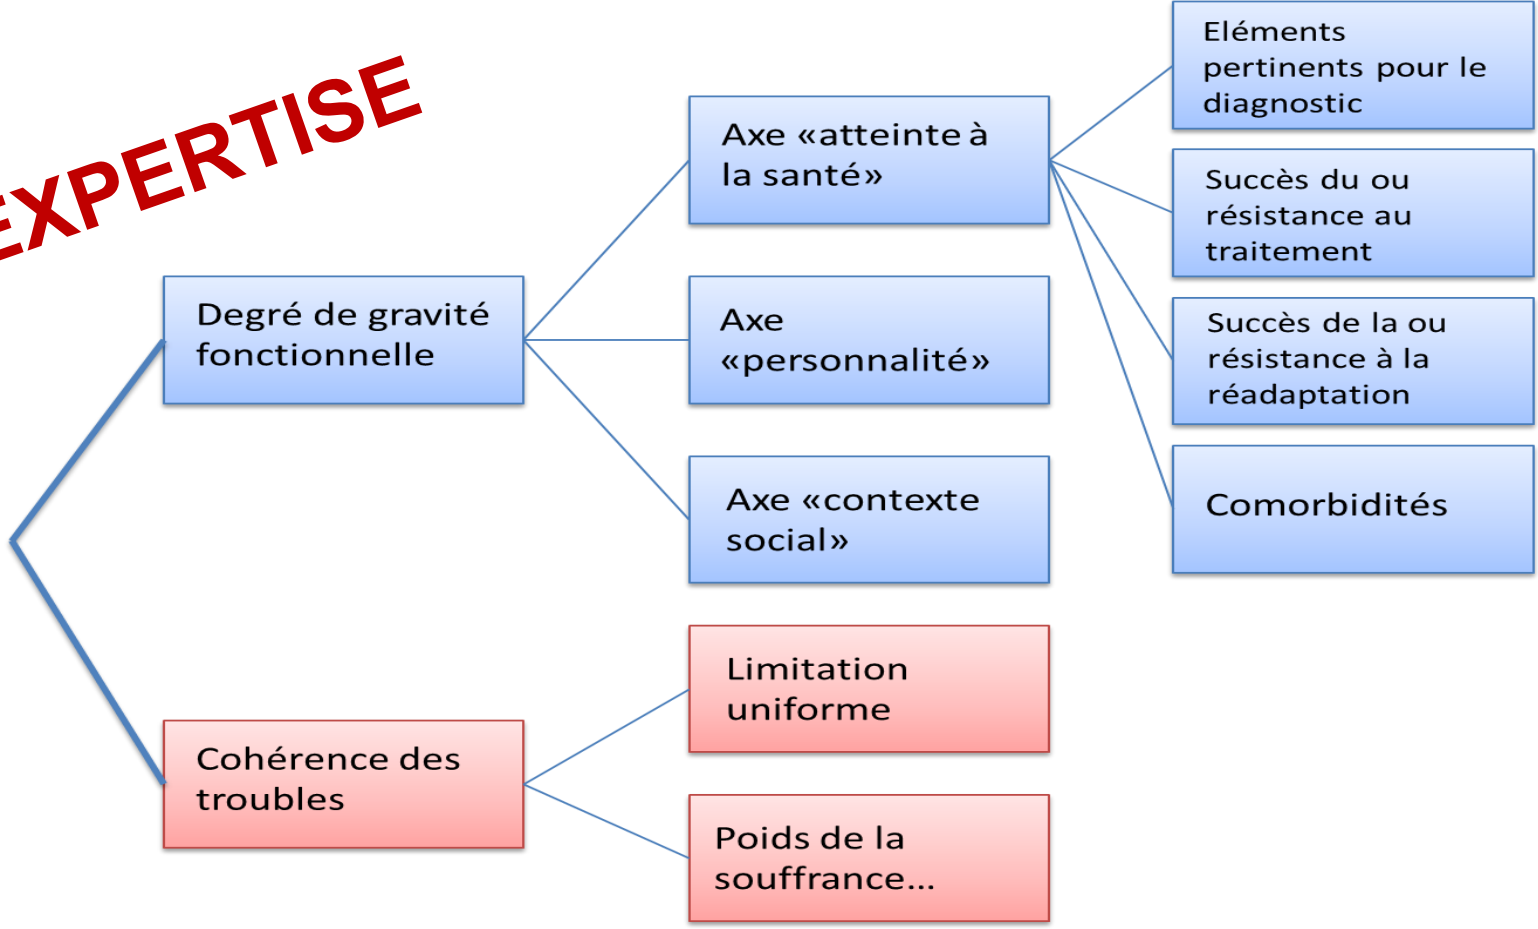 EXPERTISE
Degré de gravité
fonctionnelle
Axe «atteinte à
la santé»
Eléments
pertinents pour le
diagnostic
Succès du ou
résistance au
traitement
Succès de la ou
résistance à la
réadaptation
Comorbidités
Axe
«personnalité»
Axe «contexte
social»
Cohérence des
troubles
Limitation
uniforme
Poids de la
souffrance...